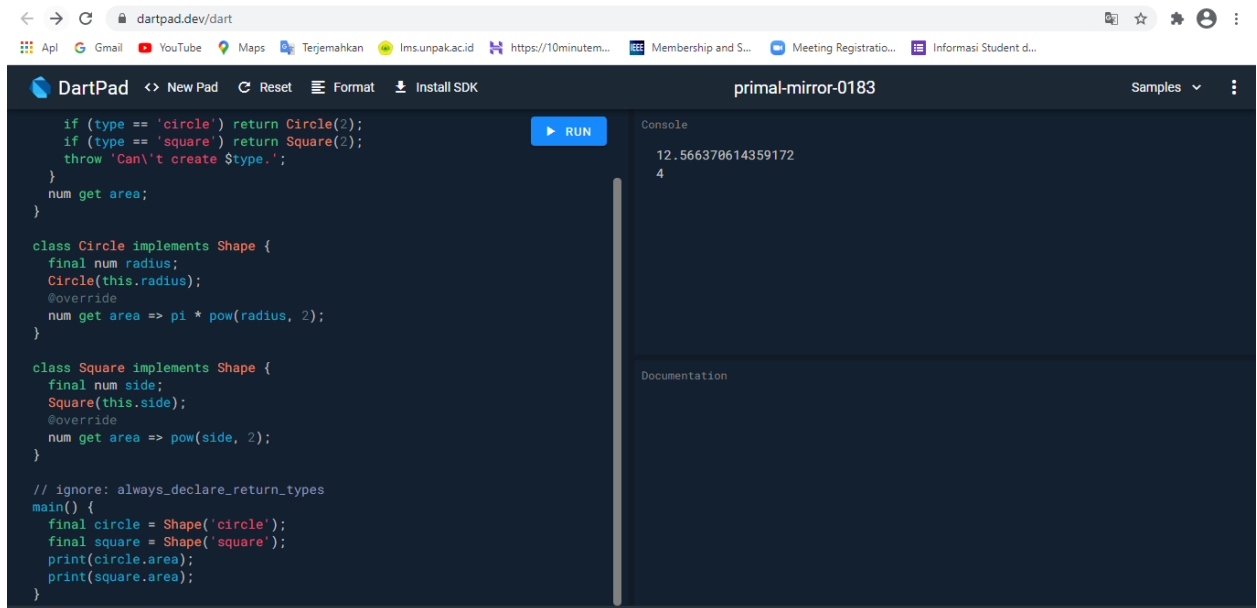 dartpad.dev/dart
Apl Gmail YouTube Maps Terjemahkan lms.unpak.ac.id https://10minutem... IEEE Membership and S... Meeting Registratio... Informasi Student d...
DartPad <> New Pad Reset Format Install SDK primal-mirror-0183 Samples
if (type == 'circle') return Circle(2);
if (type == 'square') return Square(2);
throw 'Can\'t create $type.';
}
num get area;
}
class Circle implements Shape {
final num radius;
Circle(this.radius);
@override
num get area => pi * pow(radius, 2);
}
class Square implements Shape {
final num side;
Square(this.side);
@override
num get area => pow(side, 2);
}
// ignore: always_declare_return_types
main() {
final circle = Shape('circle');
final square = Shape('square');
print(circle.area);
print(square.area);
}
RUN
Console
12.566370614359172
4
Documentation